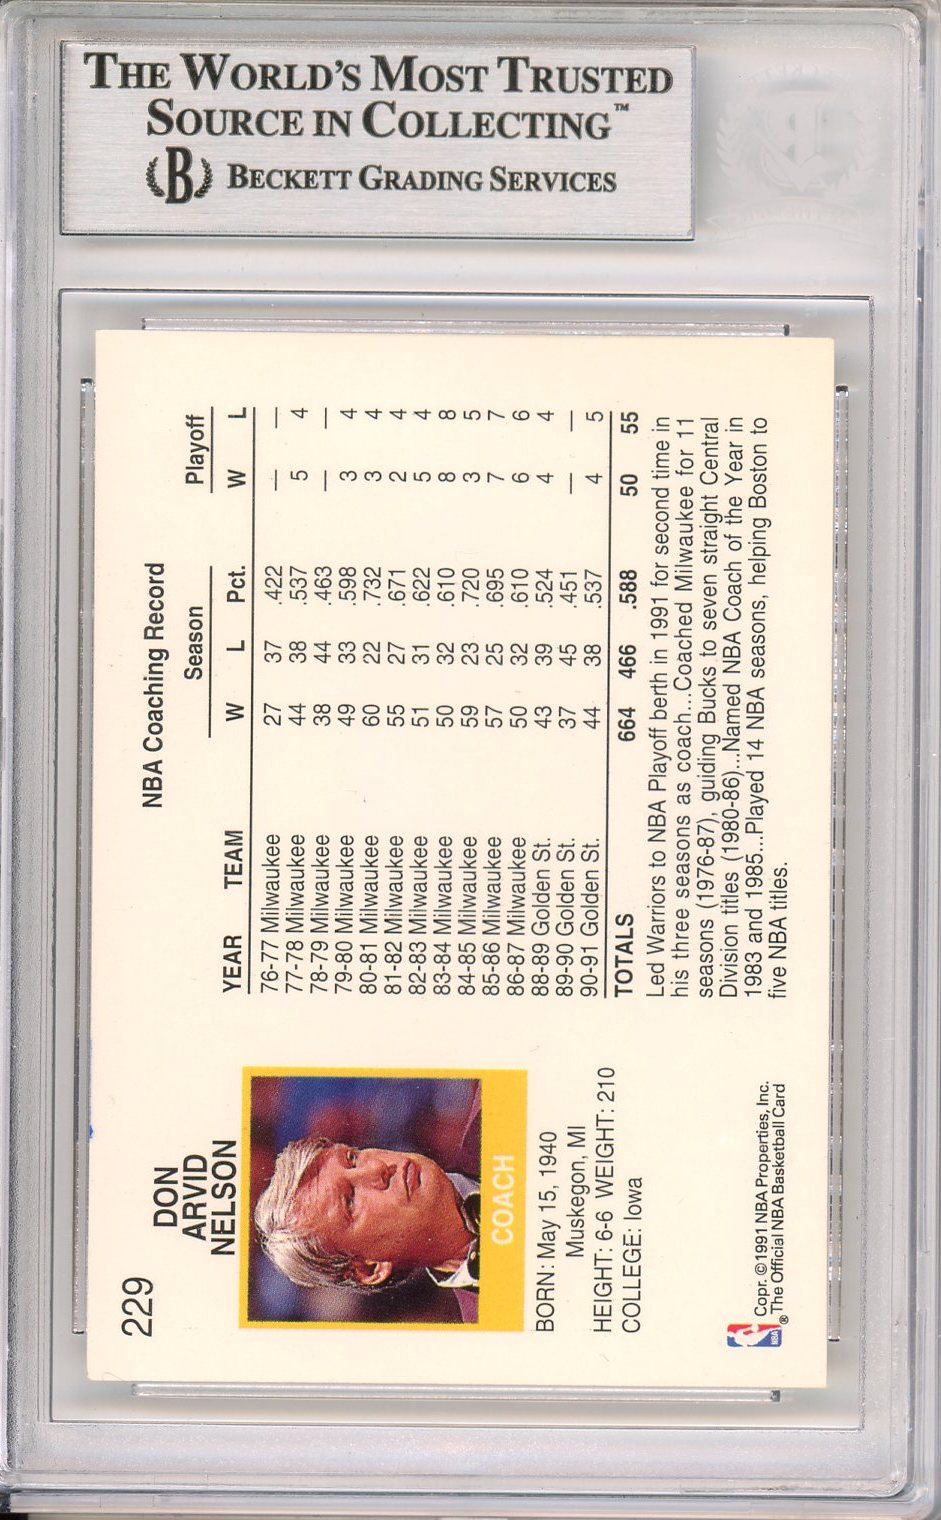 THE WORLD'S MOST TRUSTED
SOURCE IN COLLECTING™
B BECKETT GRADING SERVICES
229
DON
ARVID
NELSON
COACH
BORN: May 15, 1940
Muskegon, MI
HEIGHT: 6-6 WEIGHT: 210
COLLEGE: Iowa
NBA
Copr. ©1991 NBA Properties, Inc.
®The Official NBA Basketball Card
NBA Coaching Record
Season Playoff
YEAR TEAM W L Pct. W L
76-77 Milwaukee 27 37 .422 — —
77-78 Milwaukee 44 38 .537 5 4
78-79 Milwaukee 38 44 .463 — —
79-80 Milwaukee 49 33 .598 3 4
80-81 Milwaukee 60 22 .732 3 4
81-82 Milwaukee 55 27 .671 2 4
82-83 Milwaukee 51 31 .622 5 4
83-84 Milwaukee 50 32 .610 8 8
84-85 Milwaukee 59 23 .720 3 5
85-86 Milwaukee 57 25 .695 7 7
86-87 Milwaukee 50 32 .610 6 6
88-89 Golden St. 43 39 .524 4 4
89-90 Golden St. 37 45 .451 — —
90-91 Golden St. 44 38 .537 4 5
TOTALS 664 466 .588 50 55
Led Warriors to NBA Playoff berth in 1991 for second time in
his three seasons as coach...Coached Milwaukee for 11
seasons (1976-87), guiding Bucks to seven straight Central
Division titles (1980-86)...Named NBA Coach of the Year in
1983 and 1985...Played 14 NBA seasons, helping Boston to
five NBA titles.